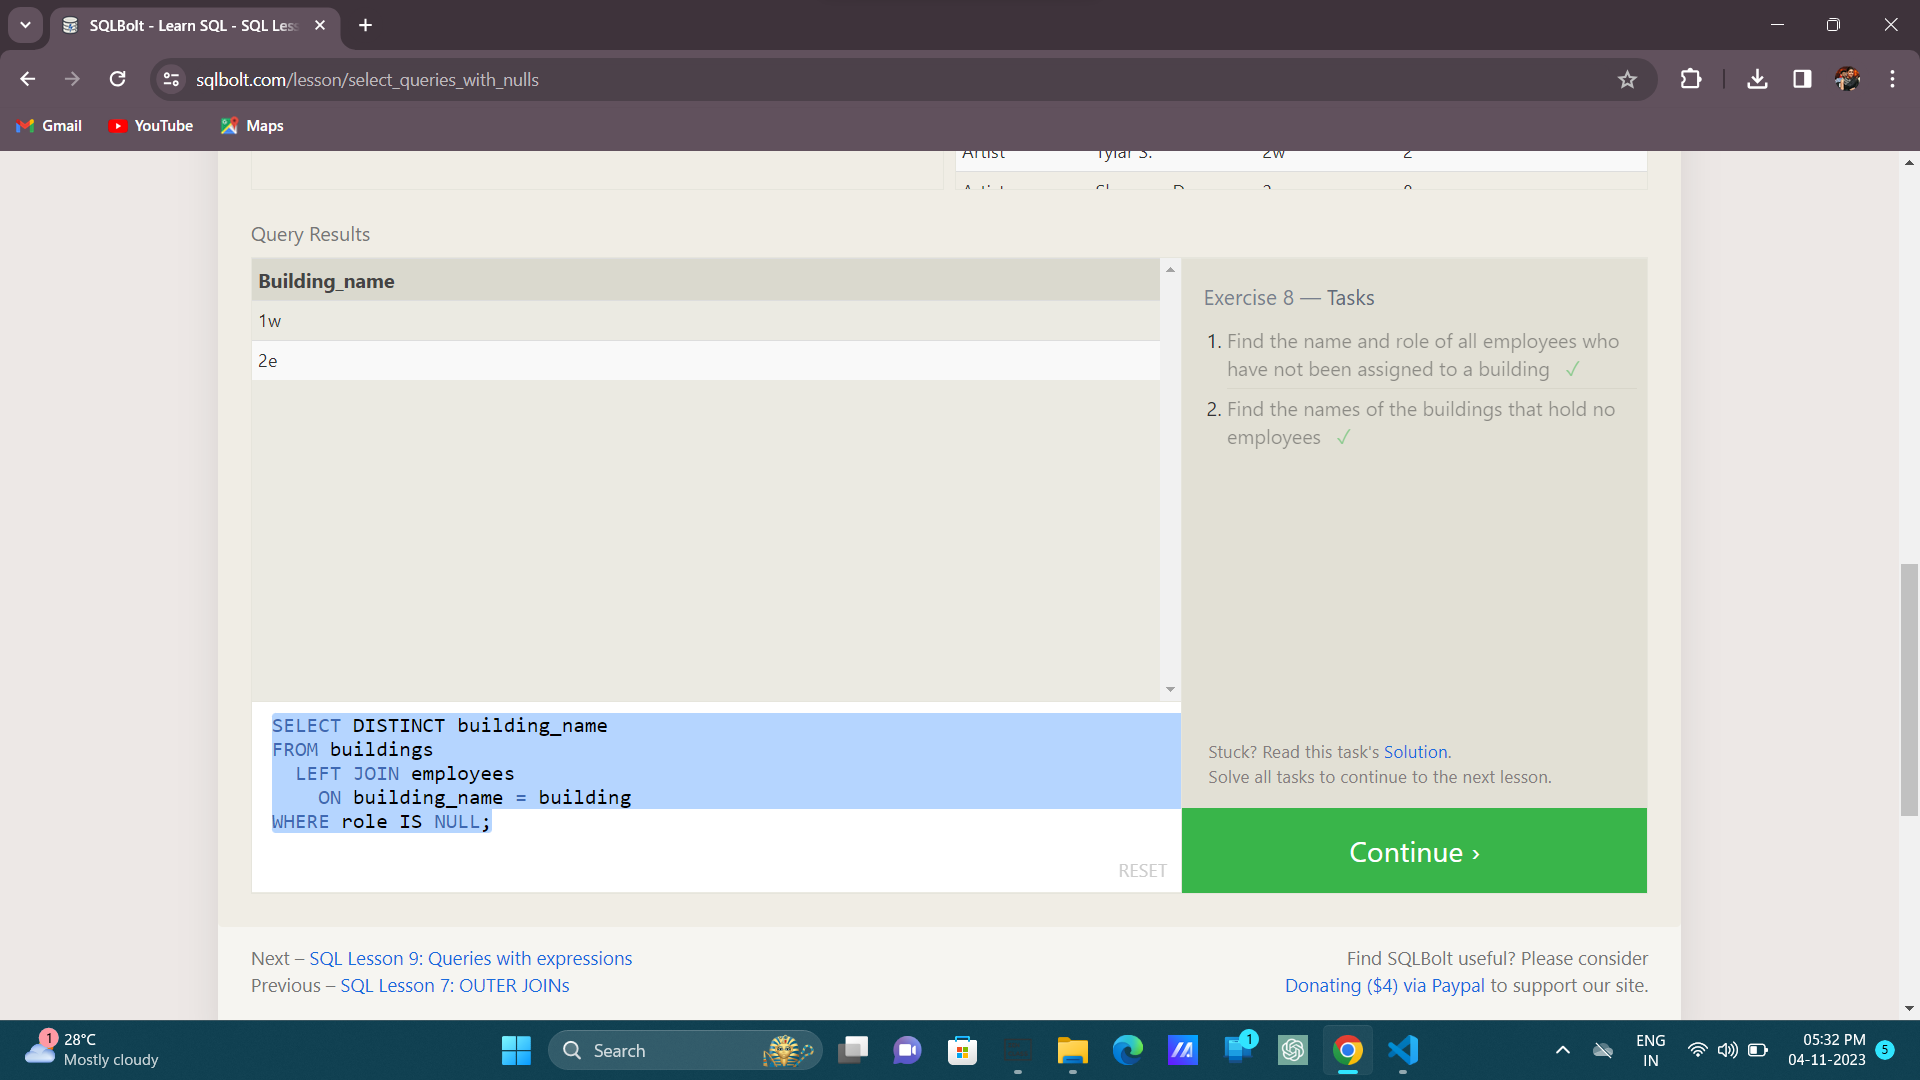 SQLBolt - Learn SQL - SQL Les
sqlbolt.com/lesson/select_queries_with_nulls
Gmail
YouTube
Maps
Artist Tylar S. 2w 2
Query Results
Building_name
1w
2e
Exercise 8 — Tasks
1. Find the name and role of all employees who
have not been assigned to a building ✓
2. Find the names of the buildings that hold no
employees ✓
SELECT DISTINCT building_name
FROM buildings
LEFT JOIN employees
ON building_name = building
WHERE role IS NULL;
RESET
Stuck? Read this task's Solution.
Solve all tasks to continue to the next lesson.
Continue ›
Next – SQL Lesson 9: Queries with expressions
Previous – SQL Lesson 7: OUTER JOINs
Find SQLBolt useful? Please consider
Donating ($4) via Paypal to support our site.
1
28°C
Mostly cloudy
Search
1
ENG
IN
05:32 PM
04-11-2023
5